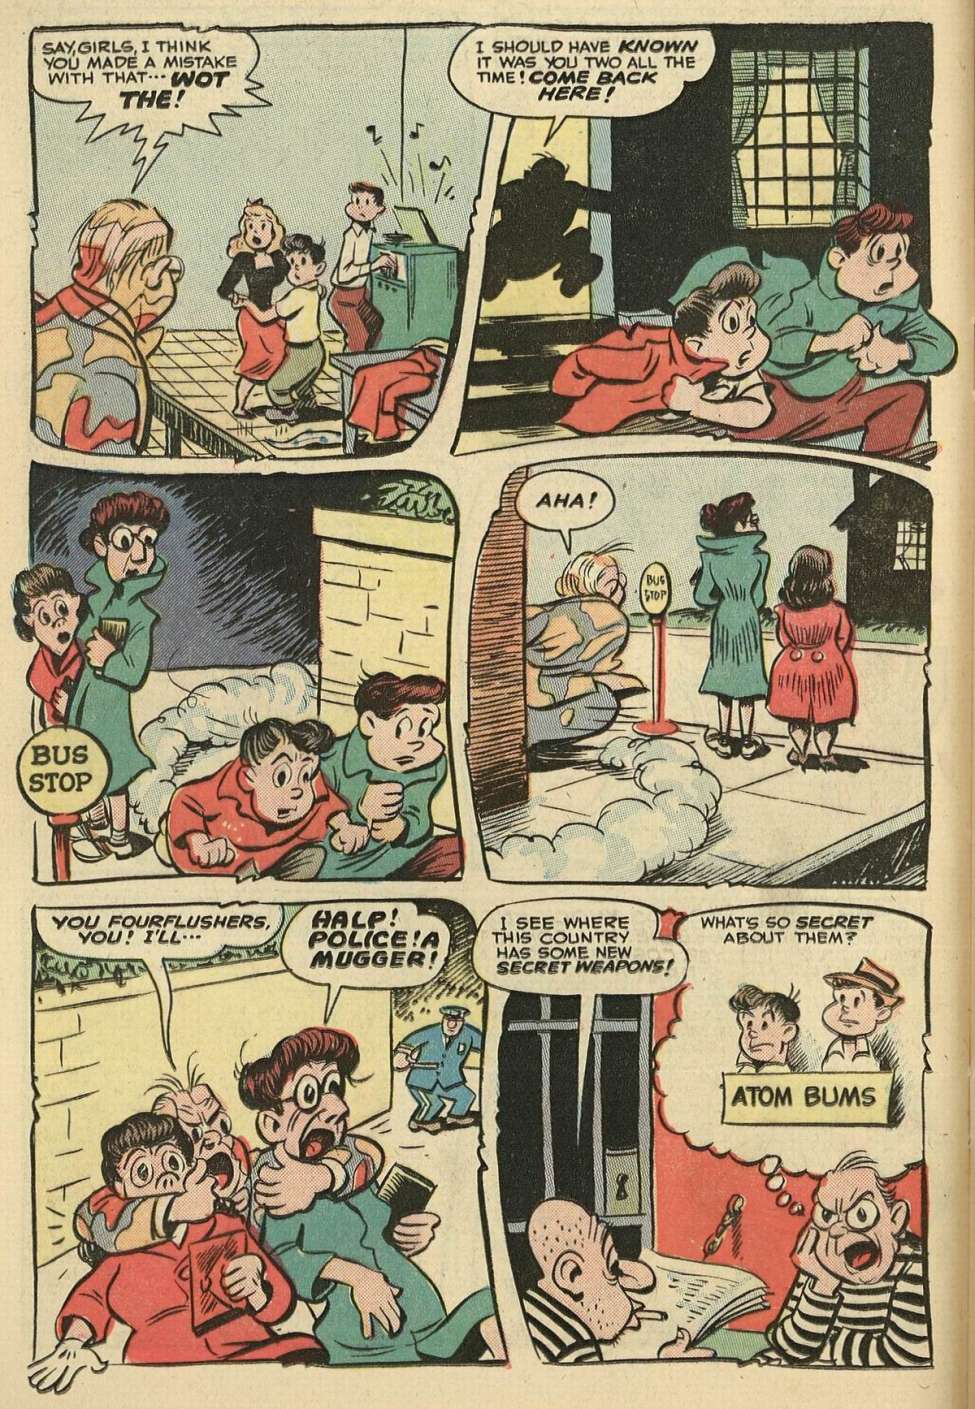 SAY, GIRLS, I THINK
YOU MADE A MISTAKE
WITH THAT... WOT
THE!
I SHOULD HAVE KNOWN
IT WAS YOU TWO ALL THE
TIME! COME BACK
HERE!
BUS
STOP
AHA!
BUS
STOP
YOU FOURFLUSHERS,
YOU! I'LL...
HALP!
POLICE! A
MUGGER!
I SEE WHERE
THIS COUNTRY
HAS SOME NEW
SECRET WEAPONS!
WHAT'S SO SECRET
ABOUT THEM?
ATOM BUMS